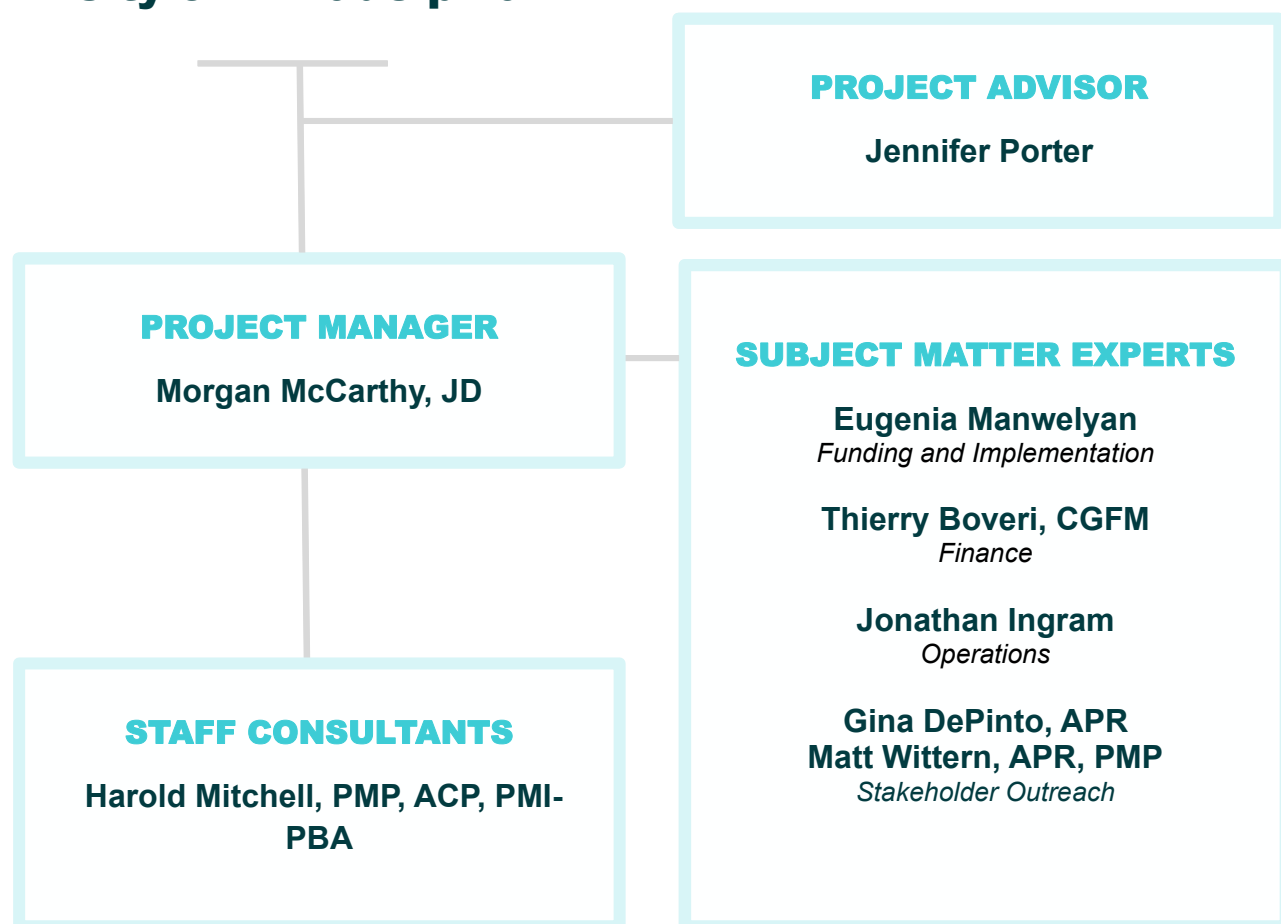 PROJECT ADVISOR
Jennifer Porter
PROJECT MANAGER
Morgan McCarthy, JD
SUBJECT MATTER EXPERTS
Eugenia Manwelyan
Funding and Implementation
Thierry Boveri, CGFM
Finance
Jonathan Ingram
Operations
Gina DePinto, APR
Matt Wittern, APR, PMP
Stakeholder Outreach
STAFF CONSULTANTS
Harold Mitchell, PMP, ACP, PMI-
PBA